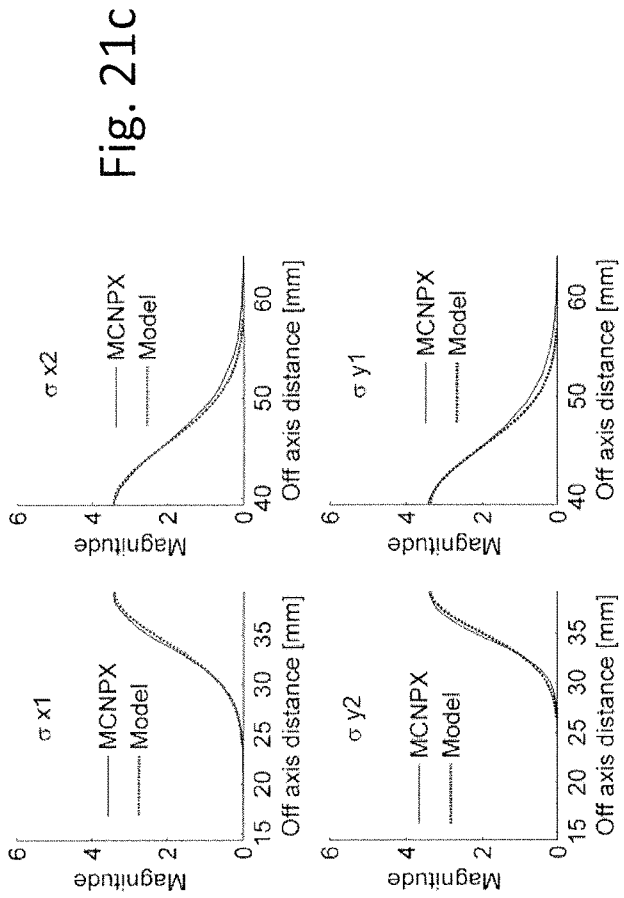 σ x1
MCNPX
Model
Magnitude
6
4
2
0
15
20
25
30
35
Off axis distance [mm]
σ x2
MCNPX
Model
Magnitude
6
4
2
0
40
50
60
Off axis distance [mm]
σ y2
MCNPX
Model
Magnitude
6
4
2
0
15
20
25
30
35
Off axis distance [mm]
σ y1
MCNPX
Model
Magnitude
6
4
2
0
40
50
60
Off axis distance [mm]
Fig. 21c